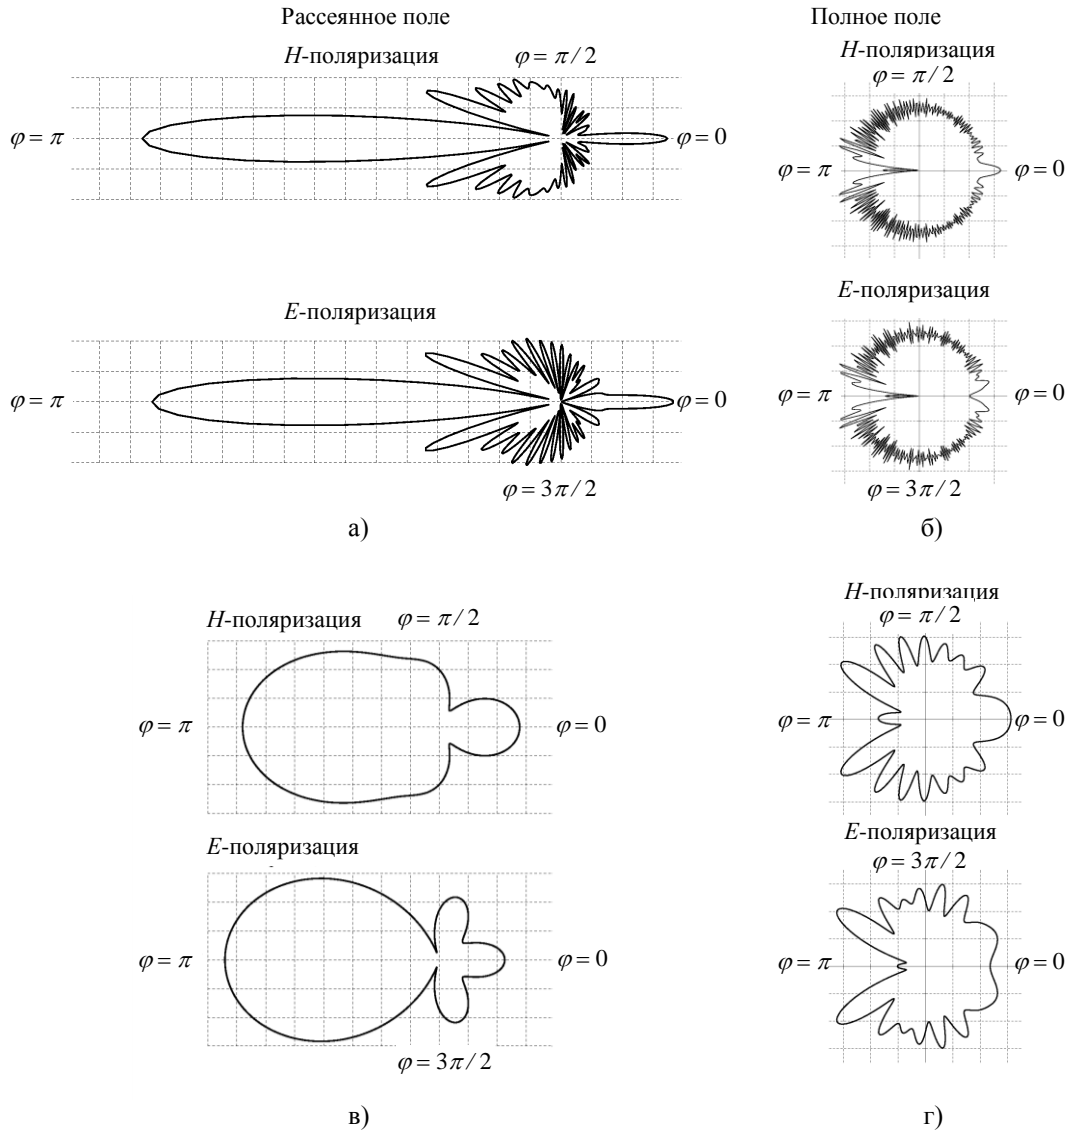 Рассеянное поле
Полное поле
H-поляризация φ = π / 2
φ = π
φ = 0
E-поляризация
φ = π
φ = 0
φ = 3π / 2
а)
H-поляризация
φ = π / 2
φ = π
φ = 0
E-поляризация
φ = π
φ = 0
φ = 3π / 2
б)
H-поляризация φ = π / 2
φ = π
φ = 0
E-поляризация
φ = π
φ = 0
φ = 3π / 2
в)
H-поляризация
φ = π / 2
φ = π
φ = 0
E-поляризация
φ = 3π / 2
φ = π
φ = 0
г)